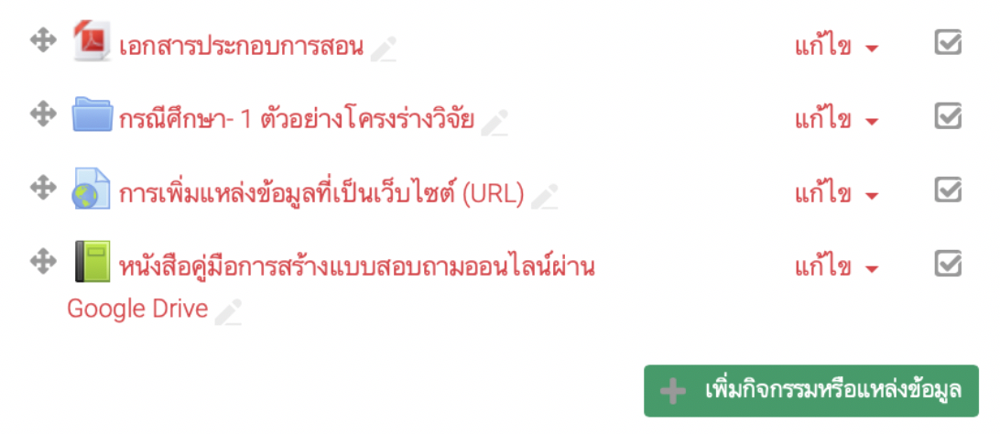 เอกสารประกอบการสอน แก้ไข
กรณีศึกษา- 1 ตัวอย่างโครงร่างวิจัย แก้ไข
การเพิ่มแหล่งข้อมูลที่เป็นเว็บไซต์ (URL) แก้ไข
หนังสือคู่มือการสร้างแบบสอบถามออนไลน์ผ่าน แก้ไข
Google Drive
เพิ่มกิจกรรมหรือแหล่งข้อมูล